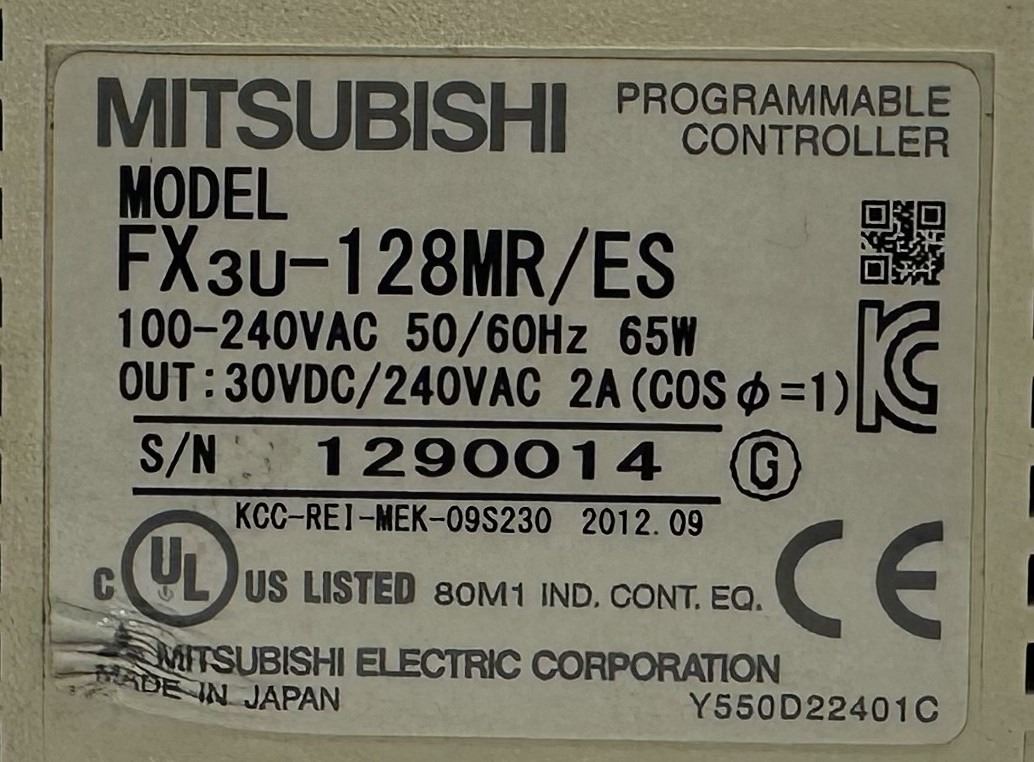 MITSUBISHI
PROGRAMMABLE
CONTROLLER
MODEL
FX3U-128MR/ES
100-240VAC 50/60Hz 65W
OUT:30VDC/240VAC 2A(COSφ=1)
KC
S/N 1290014 G
KCC-REI-MEK-09S230 2012.09
C UL US LISTED 80M1 IND. CONT. EQ.
CE
MITSUBISHI ELECTRIC CORPORATION
MADE IN JAPAN
Y550D22401C